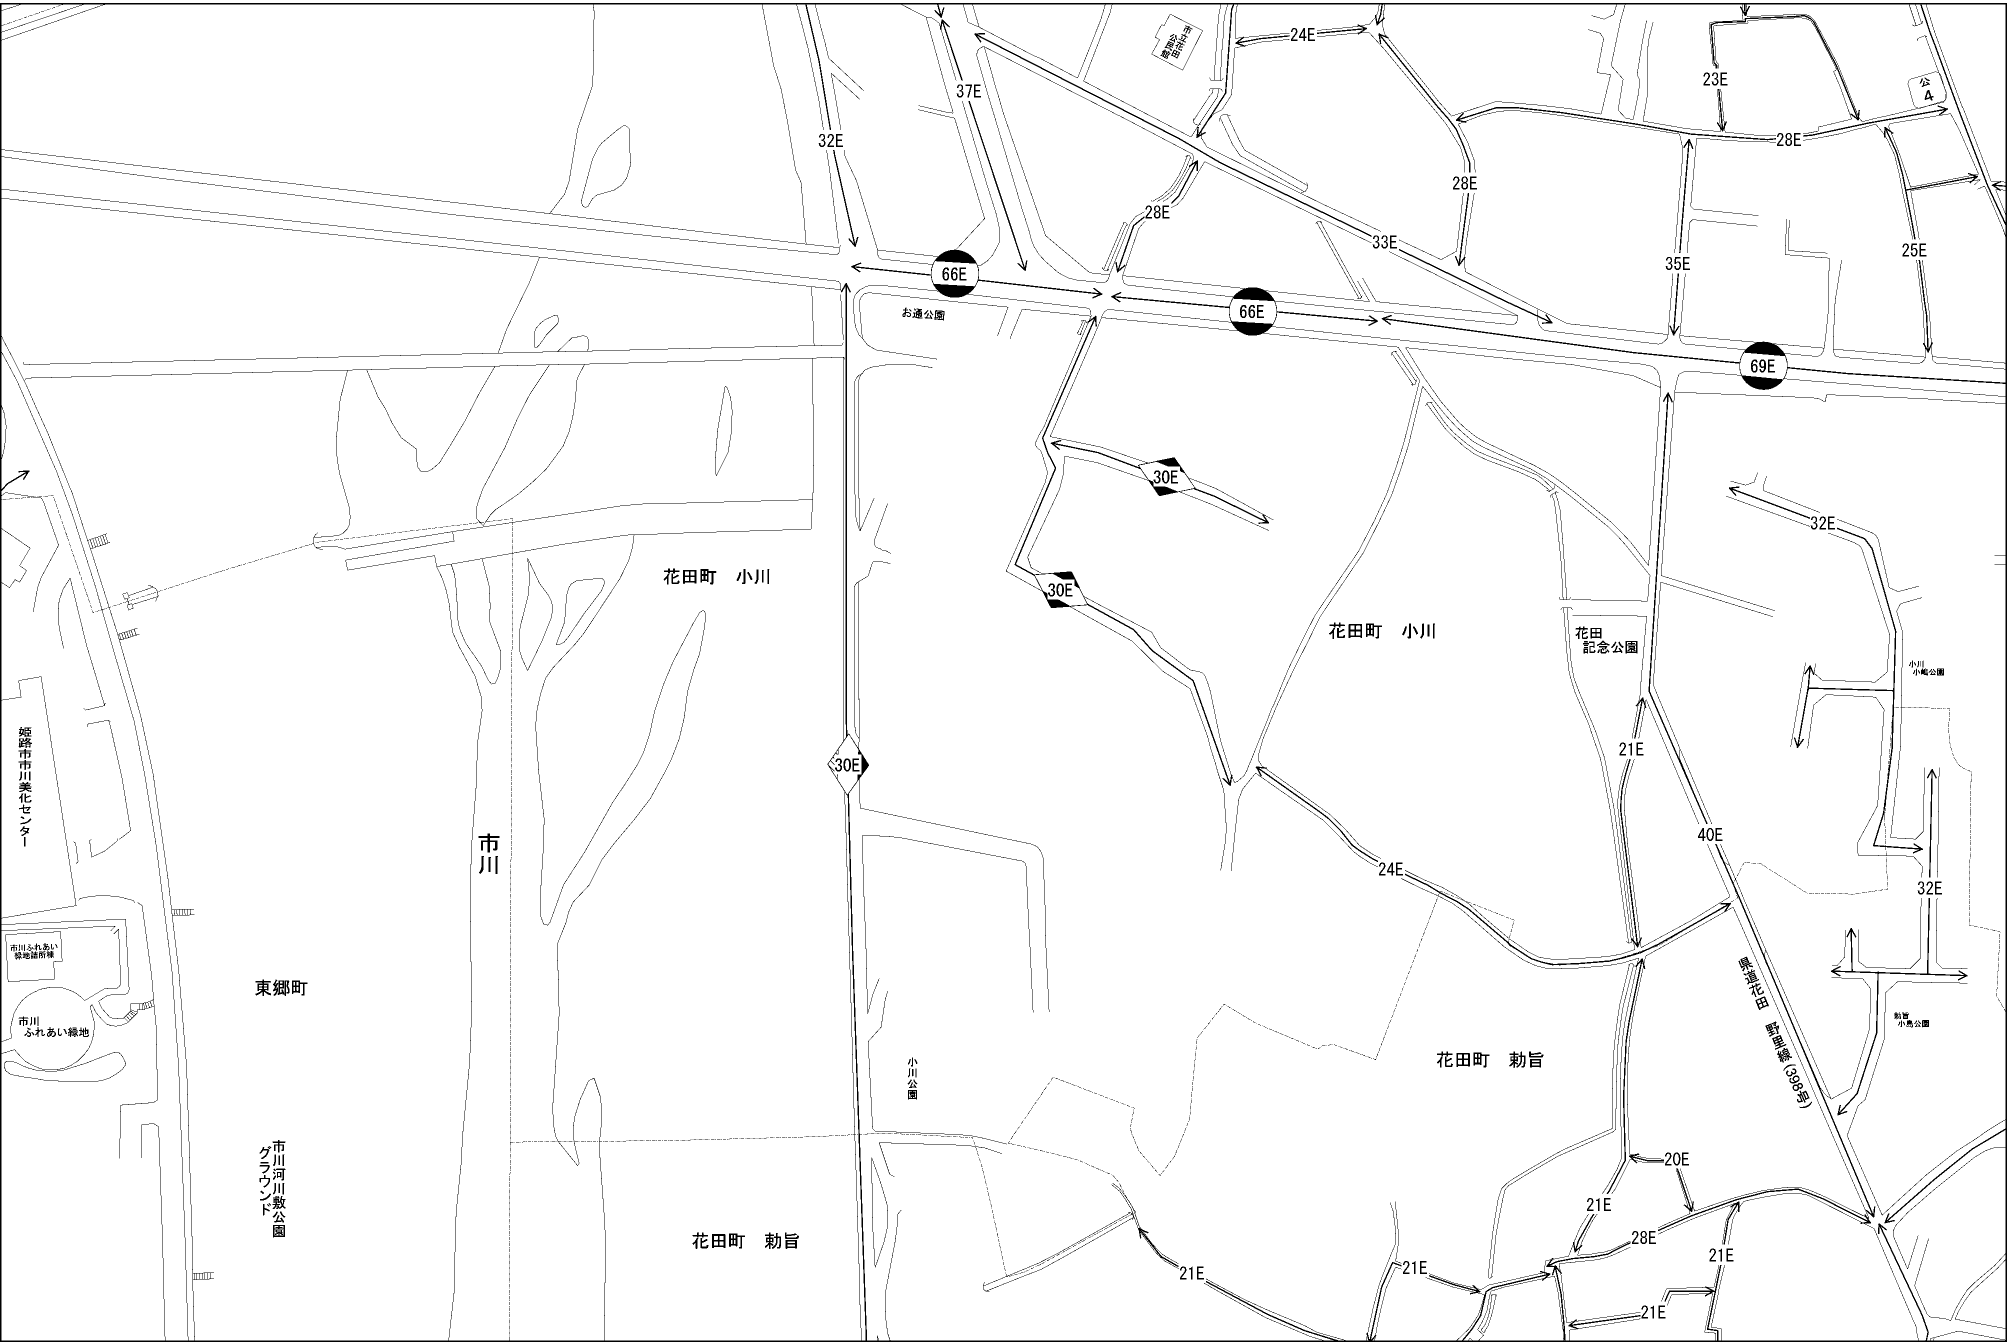 24E
市立花田
公民館
23E
公
4
37E
32E
28E
28E
28E
33E
35E
25E
66E
66E
お通公園
69E
30E
32E
花田町 小川
30E
花田町 小川
花田
記念公園
小川
小嶋公園
姫路市市川美化センター
21E
30E
40E
市川
24E
32E
市川ふれあい
緑地詰所棟
東郷町
県道花田 野里線(398号)
市川
ふれあい緑地
勅旨
小島公園
花田町 勅旨
小川公園
市川河川敷公園
グラウンド
20E
21E
花田町 勅旨
28E
21E
21E
21E
21E